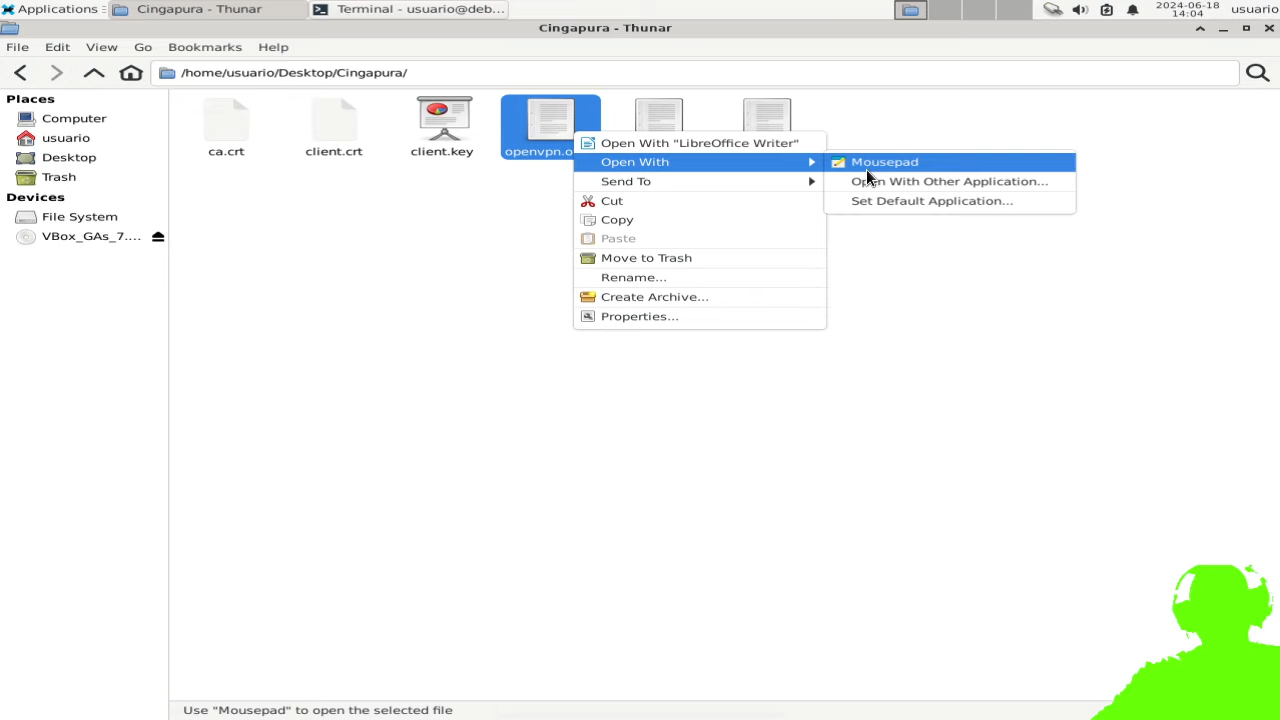 Applications
Cingapura - Thunar
Terminal - usuario@deb...
2024-06-18
14:04
usuario
Cingapura - Thunar
File Edit View Go Bookmarks Help
/home/usuario/Desktop/Cingapura/
Places
Computer
usuario
Desktop
Trash
Devices
File System
VBox_GAs_7....
ca.crt
client.crt
client.key
openvpn.o
Open With "LibreOffice Writer"
Open With
Send To
Cut
Copy
Paste
Move to Trash
Rename...
Create Archive...
Properties...
Mousepad
Open With Other Application...
Set Default Application...
Use "Mousepad" to open the selected file